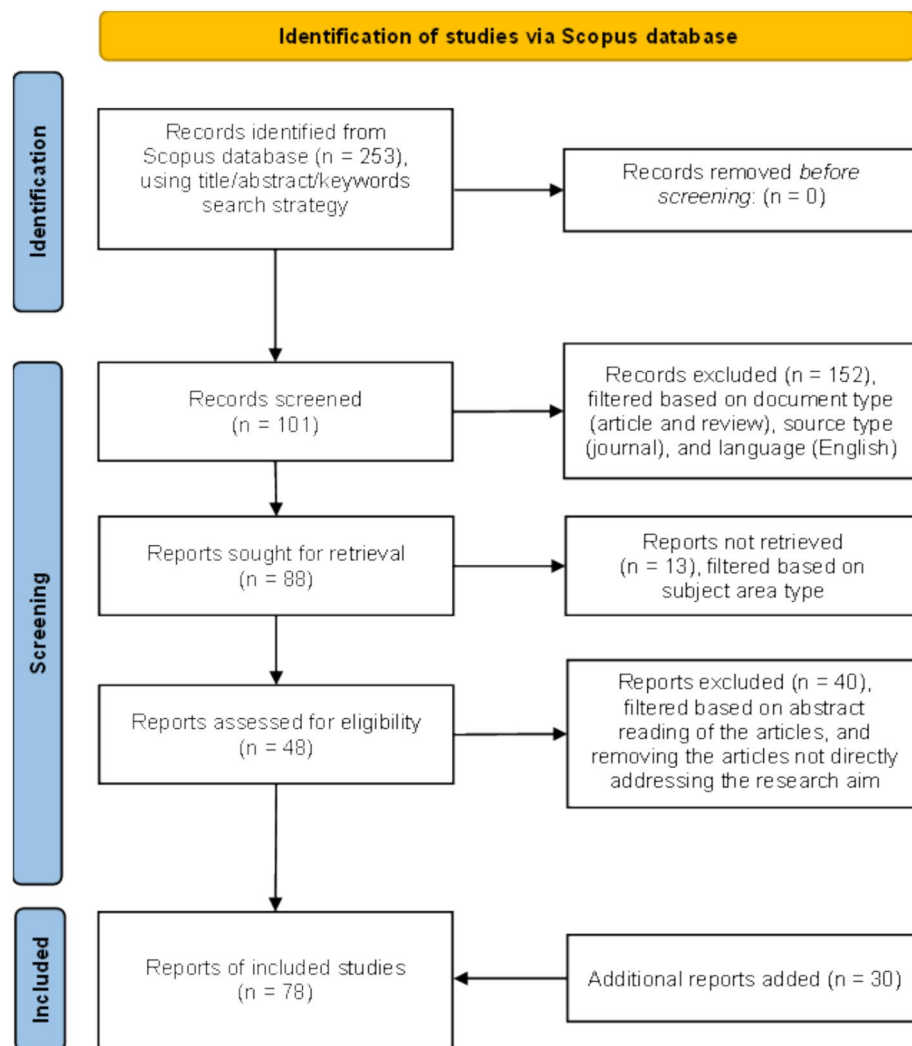 Identification of studies via Scopus database
Identification
Records identified from
Scopus database (n = 253),
using title/abstract/keywords
search strategy
Records removed before
screening: (n = 0)
Screening
Records screened
(n = 101)
Records excluded (n = 152),
filtered based on document type
(article and review), source type
(journal), and language (English)
Reports sought for retrieval
(n = 88)
Reports not retrieved
(n = 13), filtered based on
subject area type
Reports assessed for eligibility
(n = 48)
Reports excluded (n = 40),
filtered based on abstract
reading of the articles, and
removing the articles not directly
addressing the research aim
Included
Reports of included studies
(n = 78)
Additional reports added (n = 30)